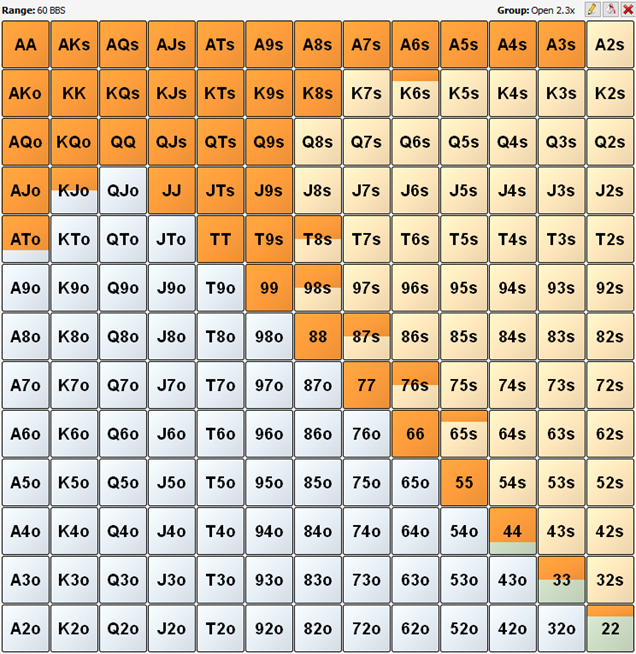 Range: 60 BBS Group: Open 2.3x
AA AKs AQs AJs ATs A9s A8s A7s A6s A5s A4s A3s A2s
AKo KK KQs KJs KTs K9s K8s K7s K6s K5s K4s K3s K2s
AQo KQo QQ QJs QTs Q9s Q8s Q7s Q6s Q5s Q4s Q3s Q2s
AJo KJo QJo JJ JTs J9s J8s J7s J6s J5s J4s J3s J2s
ATo KTo QTo JTo TT T9s T8s T7s T6s T5s T4s T3s T2s
A9o K9o Q9o J9o T9o 99 98s 97s 96s 95s 94s 93s 92s
A8o K8o Q8o J8o T8o 98o 88 87s 86s 85s 84s 83s 82s
A7o K7o Q7o J7o T7o 97o 87o 77 76s 75s 74s 73s 72s
A6o K6o Q6o J6o T6o 96o 86o 76o 66 65s 64s 63s 62s
A5o K5o Q5o J5o T5o 95o 85o 75o 65o 55 54s 53s 52s
A4o K4o Q4o J4o T4o 94o 84o 74o 64o 54o 44 43s 42s
A3o K3o Q3o J3o T3o 93o 83o 73o 63o 53o 43o 33 32s
A2o K2o Q2o J2o T2o 92o 82o 72o 62o 52o 42o 32o 22